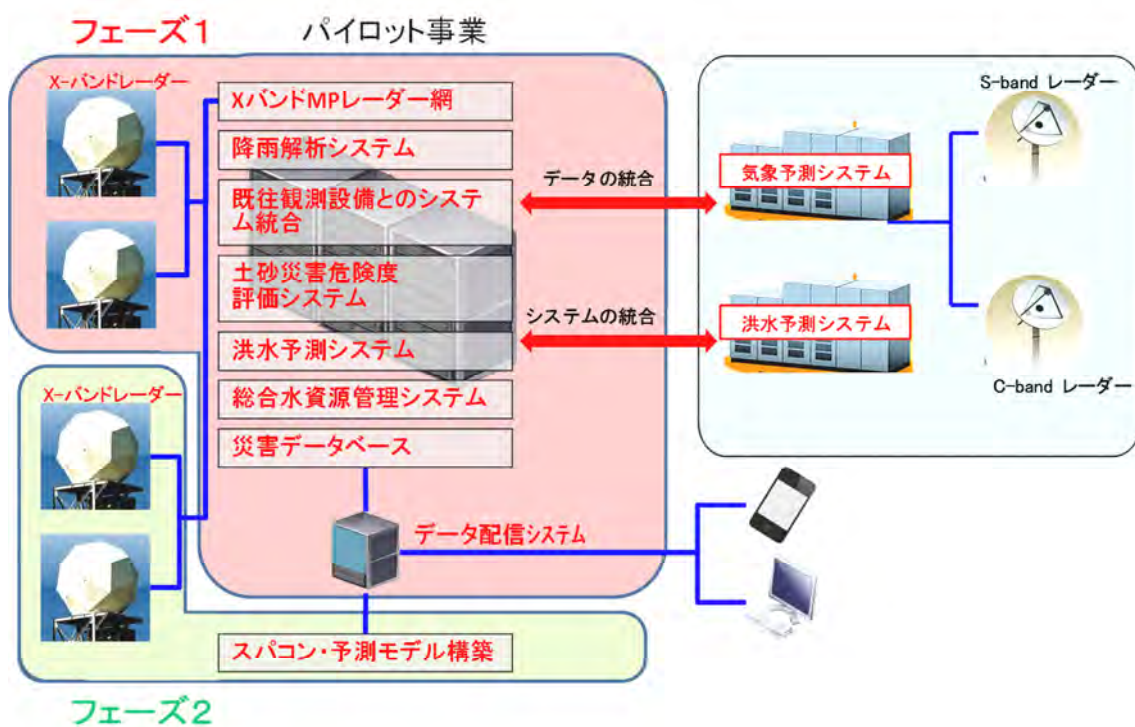 フェーズ1
パイロット事業
X-バンドレーダー
XバンドMPレーダー網
降雨解析システム
既往観測設備とのシステ
ム統合
土砂災害危険度
評価システム
洪水予測システム
総合水資源管理システム
災害データベース
データの統合
システムの統合
S-band レーダー
気象予測システム
洪水予測システム
C-band レーダー
X-バンドレーダー
データ配信システム
スパコン・予測モデル構築
フェーズ2